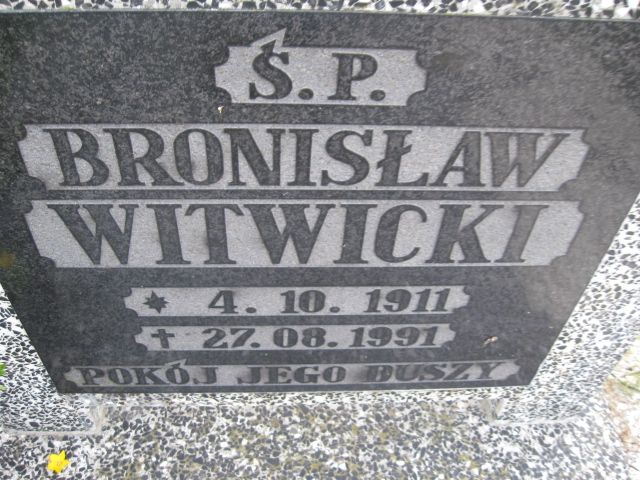 Ś.P.
BRONISŁAW
WITWICKI
* 4.10.1911
✝ 27.08.1991
POKÓJ JEGO DUSZY